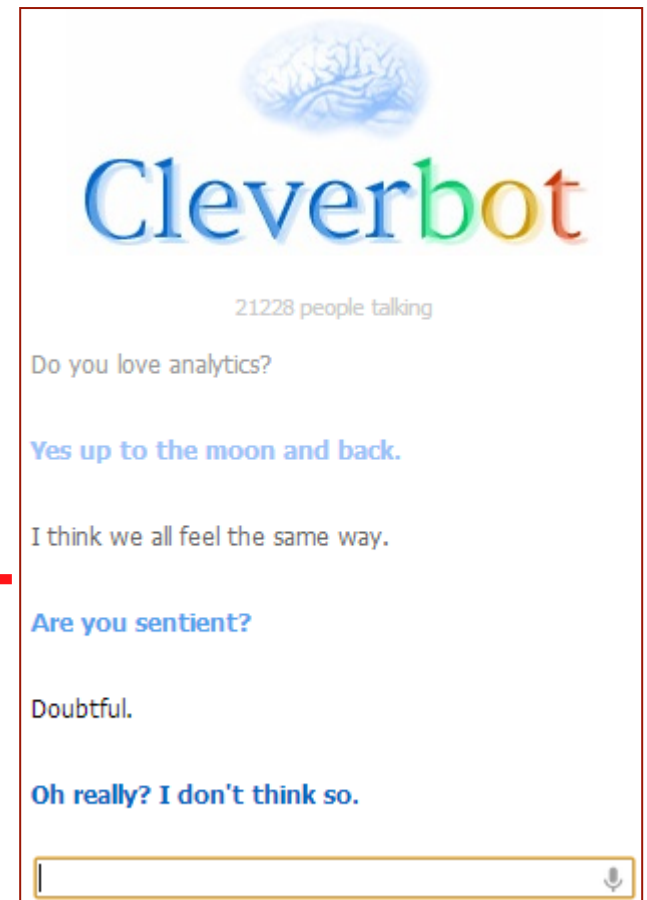 Cleverbot
21228 people talking
Do you love analytics?
Yes up to the moon and back.
I think we all feel the same way.
Are you sentient?
Doubtful.
Oh really? I don't think so.